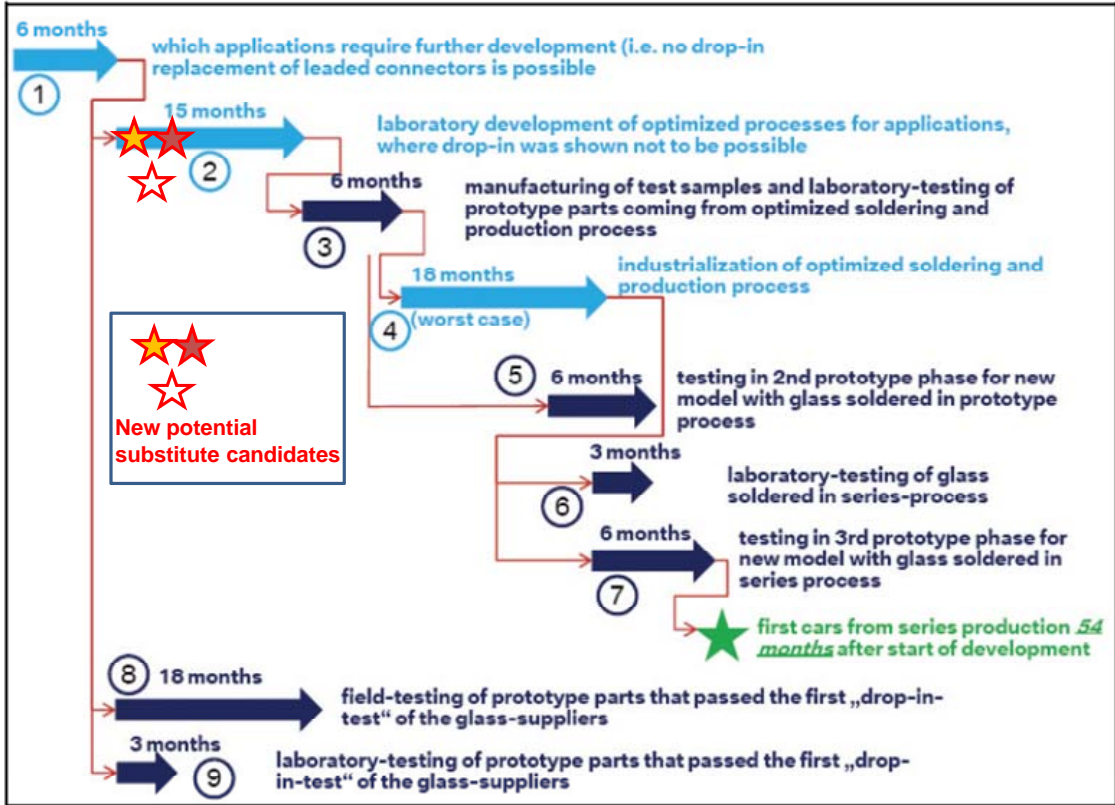 6 months
which applications require further development (i.e. no drop-in
replacement of leaded connectors is possible
1
15 months
laboratory development of optimized processes for applications,
where drop-in was shown not to be possible
2
6 months
manufacturing of test samples and laboratory-testing of
prototype parts coming from optimized soldering and
production process
3
18 months
industrialization of optimized soldering and
production process
4
(worst case)
New potential
substitute candidates
5
6 months
testing in 2nd prototype phase for new
model with glass soldered in prototype
process
3 months
laboratory-testing of glass
soldered in series-process
6
6 months
testing in 3rd prototype phase for
new model with glass soldered in
series process
7
first cars from series production 54
months after start of development
8
18 months
field-testing of prototype parts that passed the first „drop-in-
test“ of the glass-suppliers
3 months
9
laboratory-testing of prototype parts that passed the first „drop-
in-test“ of the glass-suppliers